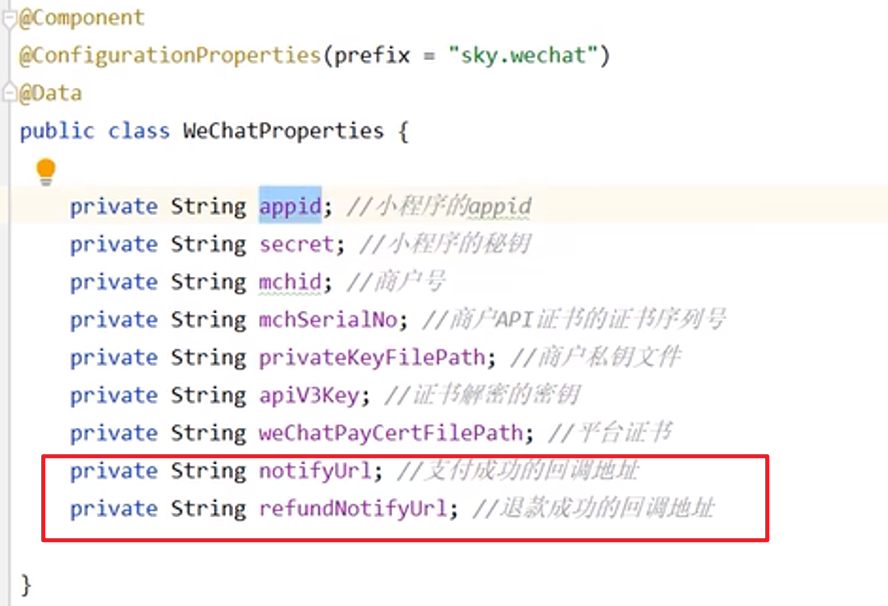 @Component
@ConfigurationProperties(prefix = "sky.wechat")
@Data
public class WeChatProperties {
private String appid; //小程序的appid
private String secret; //小程序的秘钥
private String mchid; //商户号
private String mchSerialNo; //商户API证书的证书序列号
private String privateKeyFilePath; //商户私钥文件
private String apiV3Key; //证书解密的密钥
private String weChatPayCertFilePath; //平台证书
private String notifyUrl; //支付成功的回调地址
private String refundNotifyUrl; //退款成功的回调地址
}